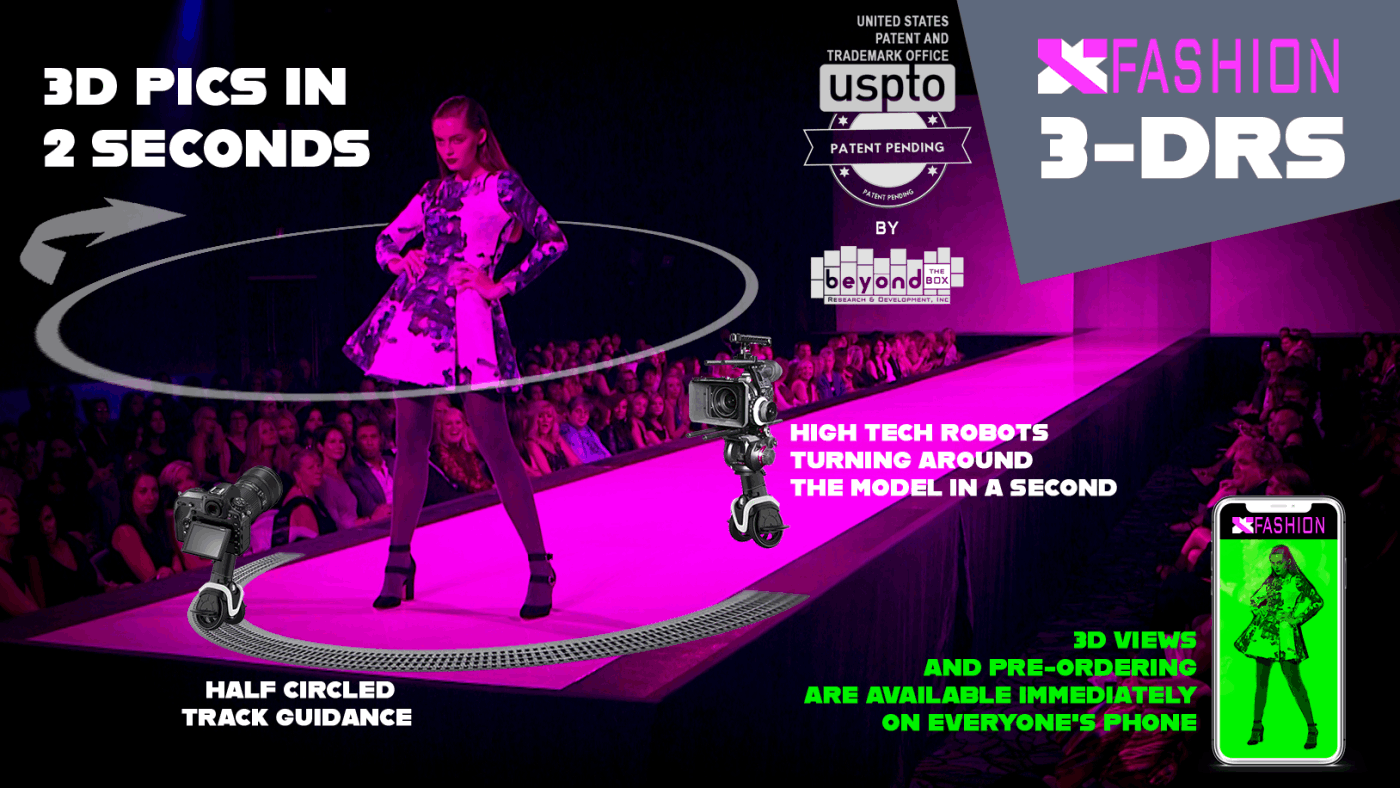 3D PICS IN
2 SECONDS
UNITED STATES
PATENT AND
TRADEMARK OFFICE
uspto
PATENT PENDING
PATENT PENDING
BY
beyond THE BOX
RESEARCH & DEVELOPMENT, INC
XFASHION
3-DRS
HIGH TECH ROBOTS
TURNING AROUND
THE MODEL IN A SECOND
HALF CIRCLED
TRACK GUIDANCE
3D VIEWS
AND PRE-ORDERING
ARE AVAILABLE IMMEDIATELY
ON EVERYONE'S PHONE
XFASHION